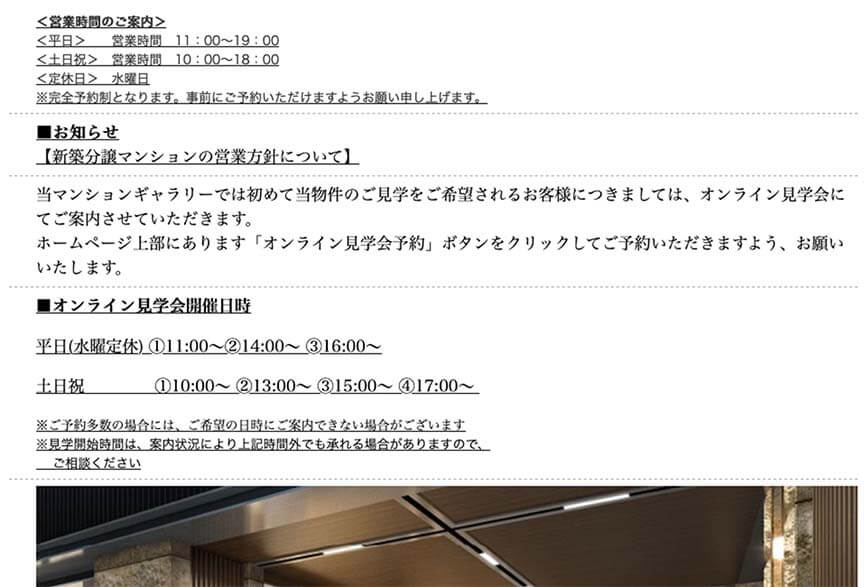 ＜営業時間のご案内＞
＜平日＞　営業時間　11：00～19：00
＜土日祝＞　営業時間　10：00～18：00
＜定休日＞　水曜日
※完全予約制となります。事前にご予約いただけますようお願い申し上げます。
■お知らせ
【新築分譲マンションの営業方針について】
当マンションギャラリーでは初めて当物件のご見学をご希望されるお客様につきましては、オンライン見学会に
てご案内させていただきます。
ホームページ上部にあります「オンライン見学会予約」ボタンをクリックしてご予約いただきますよう、お願い
いたします。
■オンライン見学会開催日時
平日(水曜定休) ①11:00～②14:00～ ③16:00～
土日祝　　　　①10:00～ ②13:00～ ③15:00～ ④17:00～
※ご予約多数の場合には、ご希望の日時にご案内できない場合がございます
※見学開始時間は、案内状況により上記時間外でも承れる場合がありますので、
ご相談ください